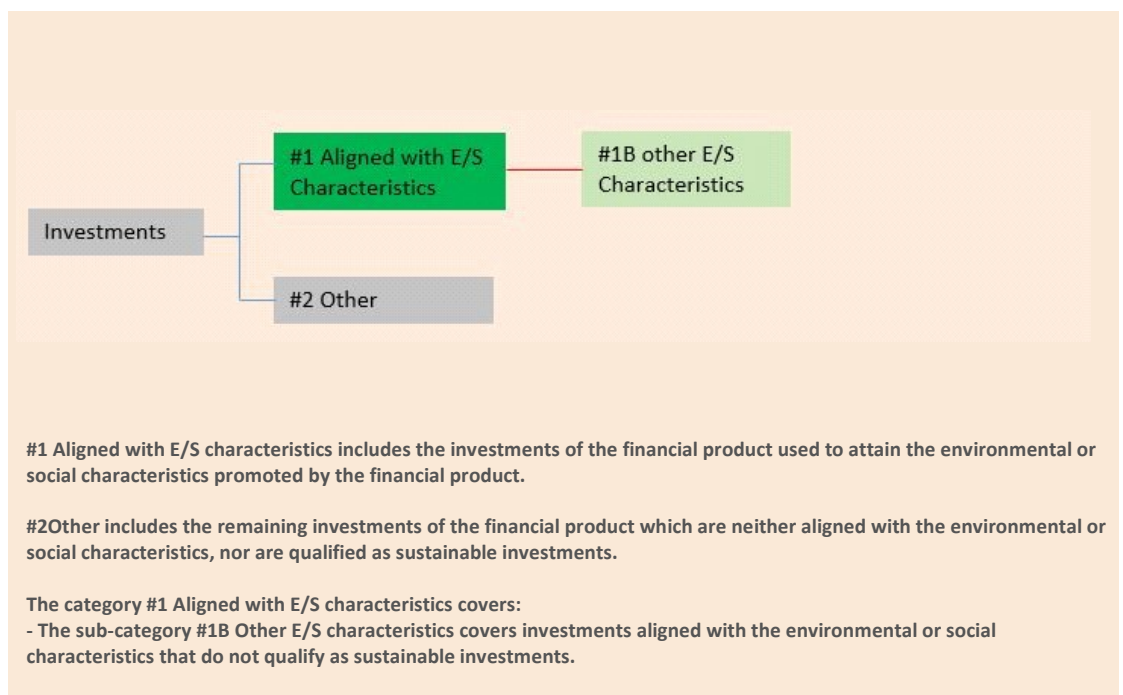 #1 Aligned with E/S
Characteristics
#1B other E/S
Characteristics
Investments
#2 Other
#1 Aligned with E/S characteristics includes the investments of the financial product used to attain the environmental or
social characteristics promoted by the financial product.
#2Other includes the remaining investments of the financial product which are neither aligned with the environmental or
social characteristics, nor are qualified as sustainable investments.
The category #1 Aligned with E/S characteristics covers:
- The sub-category #1B Other E/S characteristics covers investments aligned with the environmental or social
characteristics that do not qualify as sustainable investments.